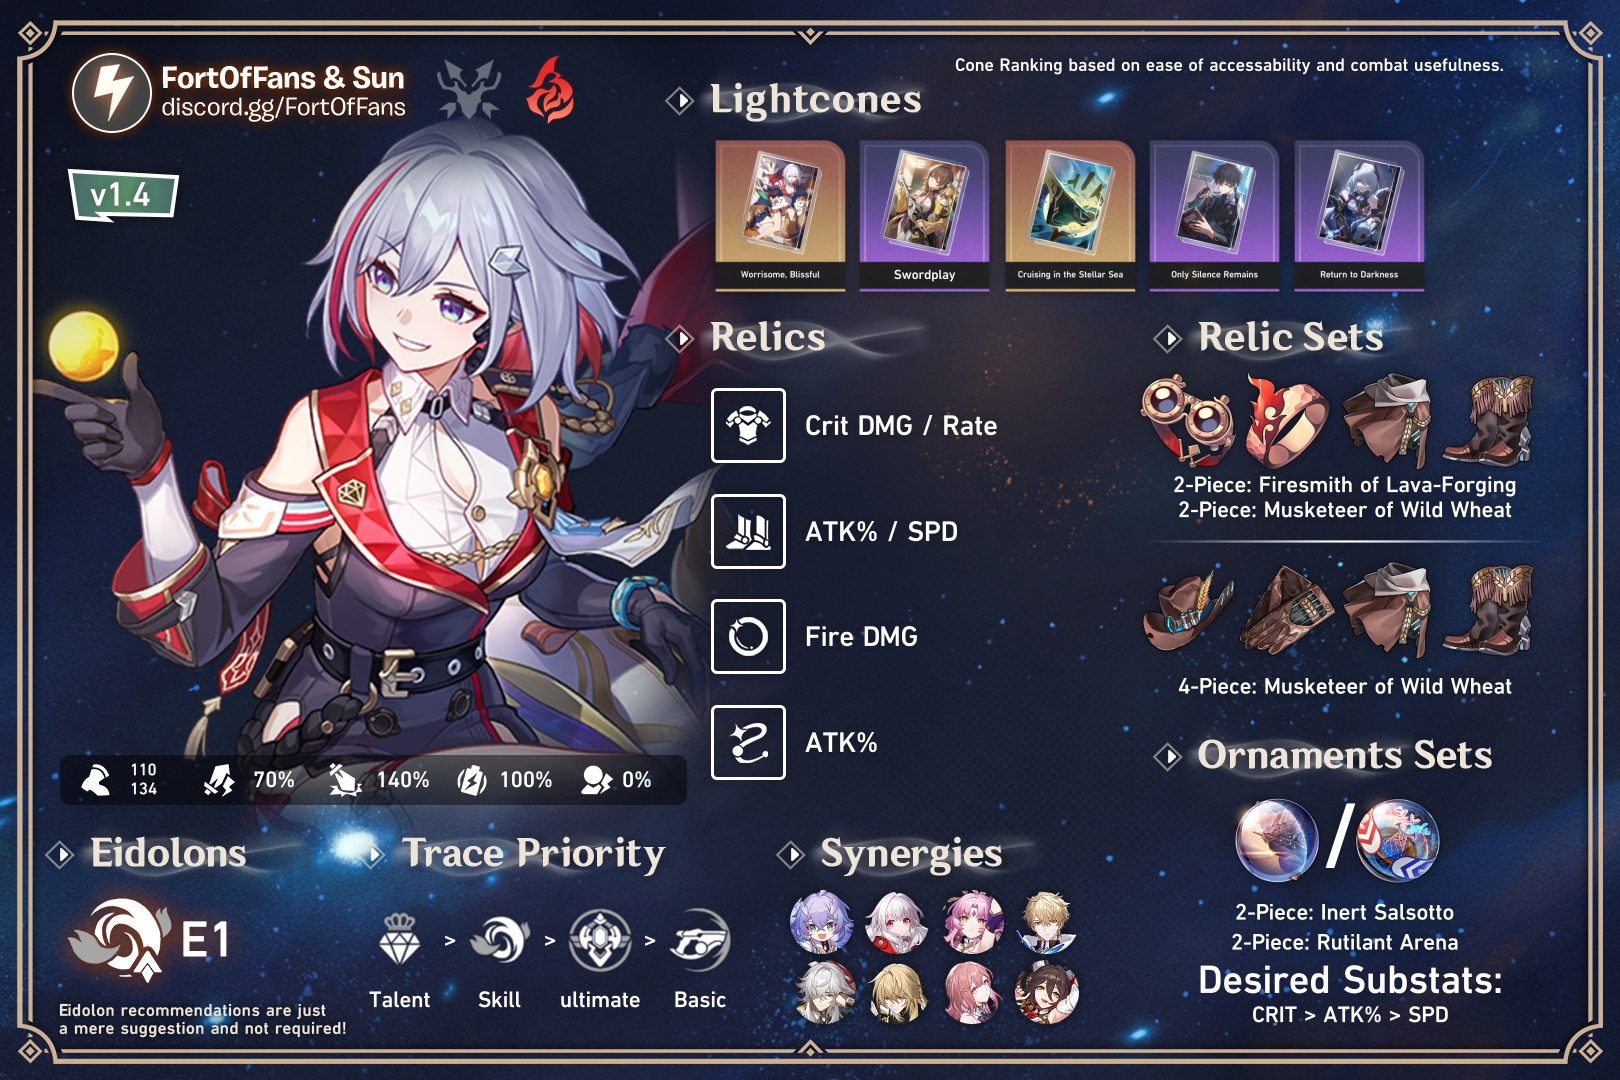 FortOfFans & Sun
discord.gg/FortOfFans
v1.4
Cone Ranking based on ease of accessability and combat usefulness.
Lightcones
Worrisome, Blissful
Swordplay
Cruising in the Stellar Sea
Only Silence Remains
Return to Darkness
Relics
Crit DMG / Rate
ATK% / SPD
Fire DMG
ATK%
Relic Sets
2-Piece: Firesmith of Lava-Forging
2-Piece: Musketeer of Wild Wheat
4-Piece: Musketeer of Wild Wheat
Ornaments Sets
/
2-Piece: Inert Salsotto
2-Piece: Rutilant Arena
Desired Substats:
CRIT > ATK% > SPD
110
134
70%
140%
100%
0%
Eidolons
E1
Eidolon recommendations are just
a mere suggestion and not required!
Trace Priority
> > >
Talent Skill ultimate Basic
Synergies